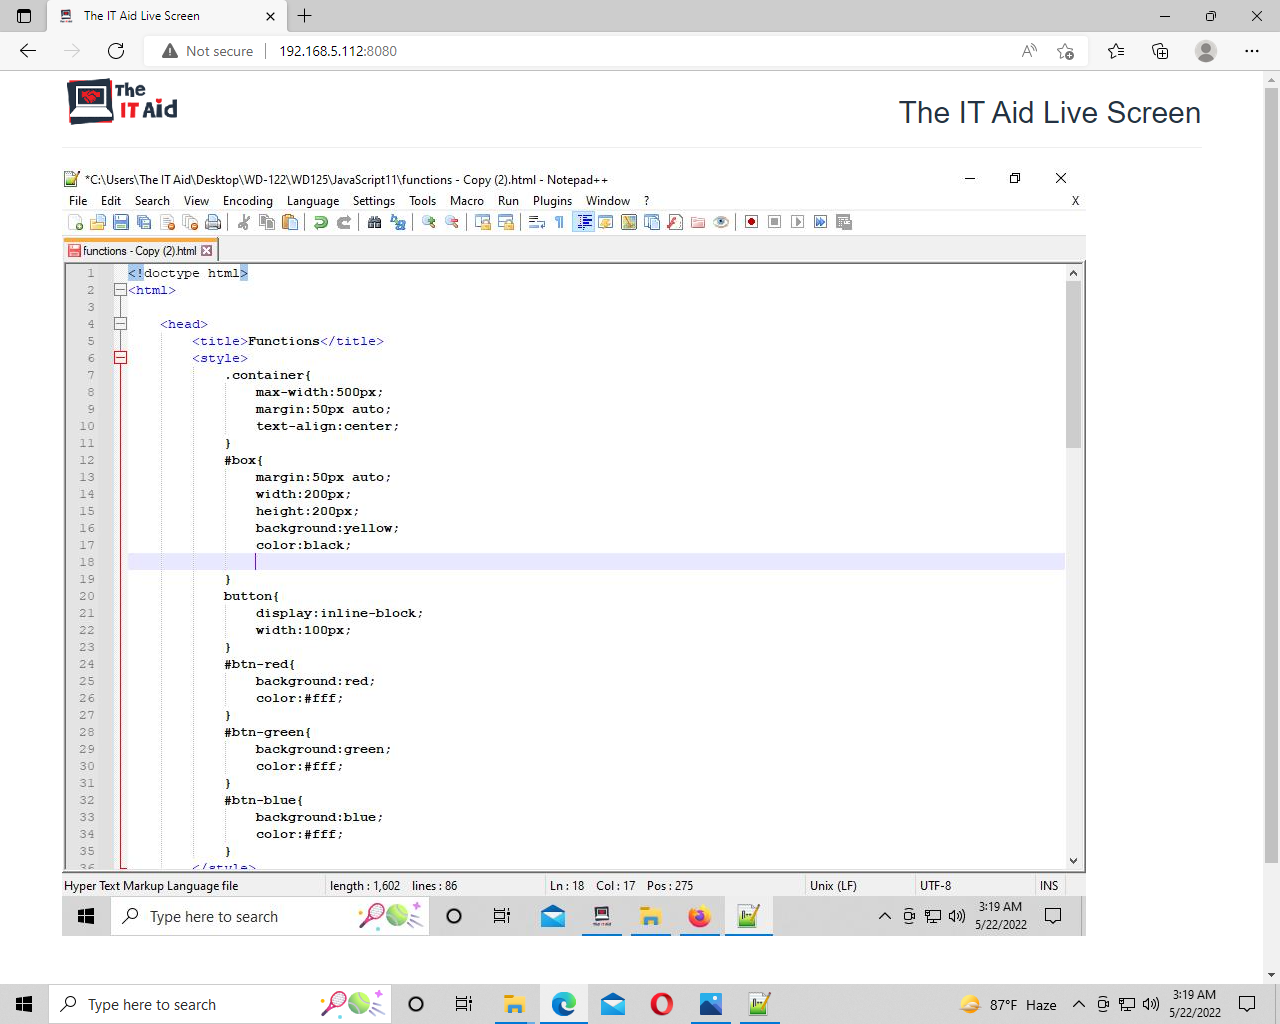 The IT Aid Live Screen
Not secure
192.168.5.112:8080
The
IT Aid
The IT Aid Live Screen
*C:\Users\The IT Aid\Desktop\WD-122\WD125\JavaScript11\functions - Copy (2).html - Notepad++
File Edit Search View Encoding Language Settings Tools Macro Run Plugins Window ? X
functions - Copy (2).html
1 <!doctype html>
2 <html>
3
4 <head>
5 <title>Functions</title>
6 <style>
7 .container{
8 max-width:500px;
9 margin:50px auto;
10 text-align:center;
11 }
12 #box{
13 margin:50px auto;
14 width:200px;
15 height:200px;
16 background:yellow;
17 color:black;
18
19 }
20 button{
21 display:inline-block;
22 width:100px;
23 }
24 #btn-red{
25 background:red;
26 color:#fff;
27 }
28 #btn-green{
29 background:green;
30 color:#fff;
31 }
32 #btn-blue{
33 background:blue;
34 color:#fff;
35 }
36 </style>
Hyper Text Markup Language file length : 1,602 lines : 86 Ln : 18 Col : 17 Pos : 275 Unix (LF) UTF-8 INS
Type here to search
3:19 AM
5/22/2022
Type here to search
87°F Haze
3:19 AM
5/22/2022